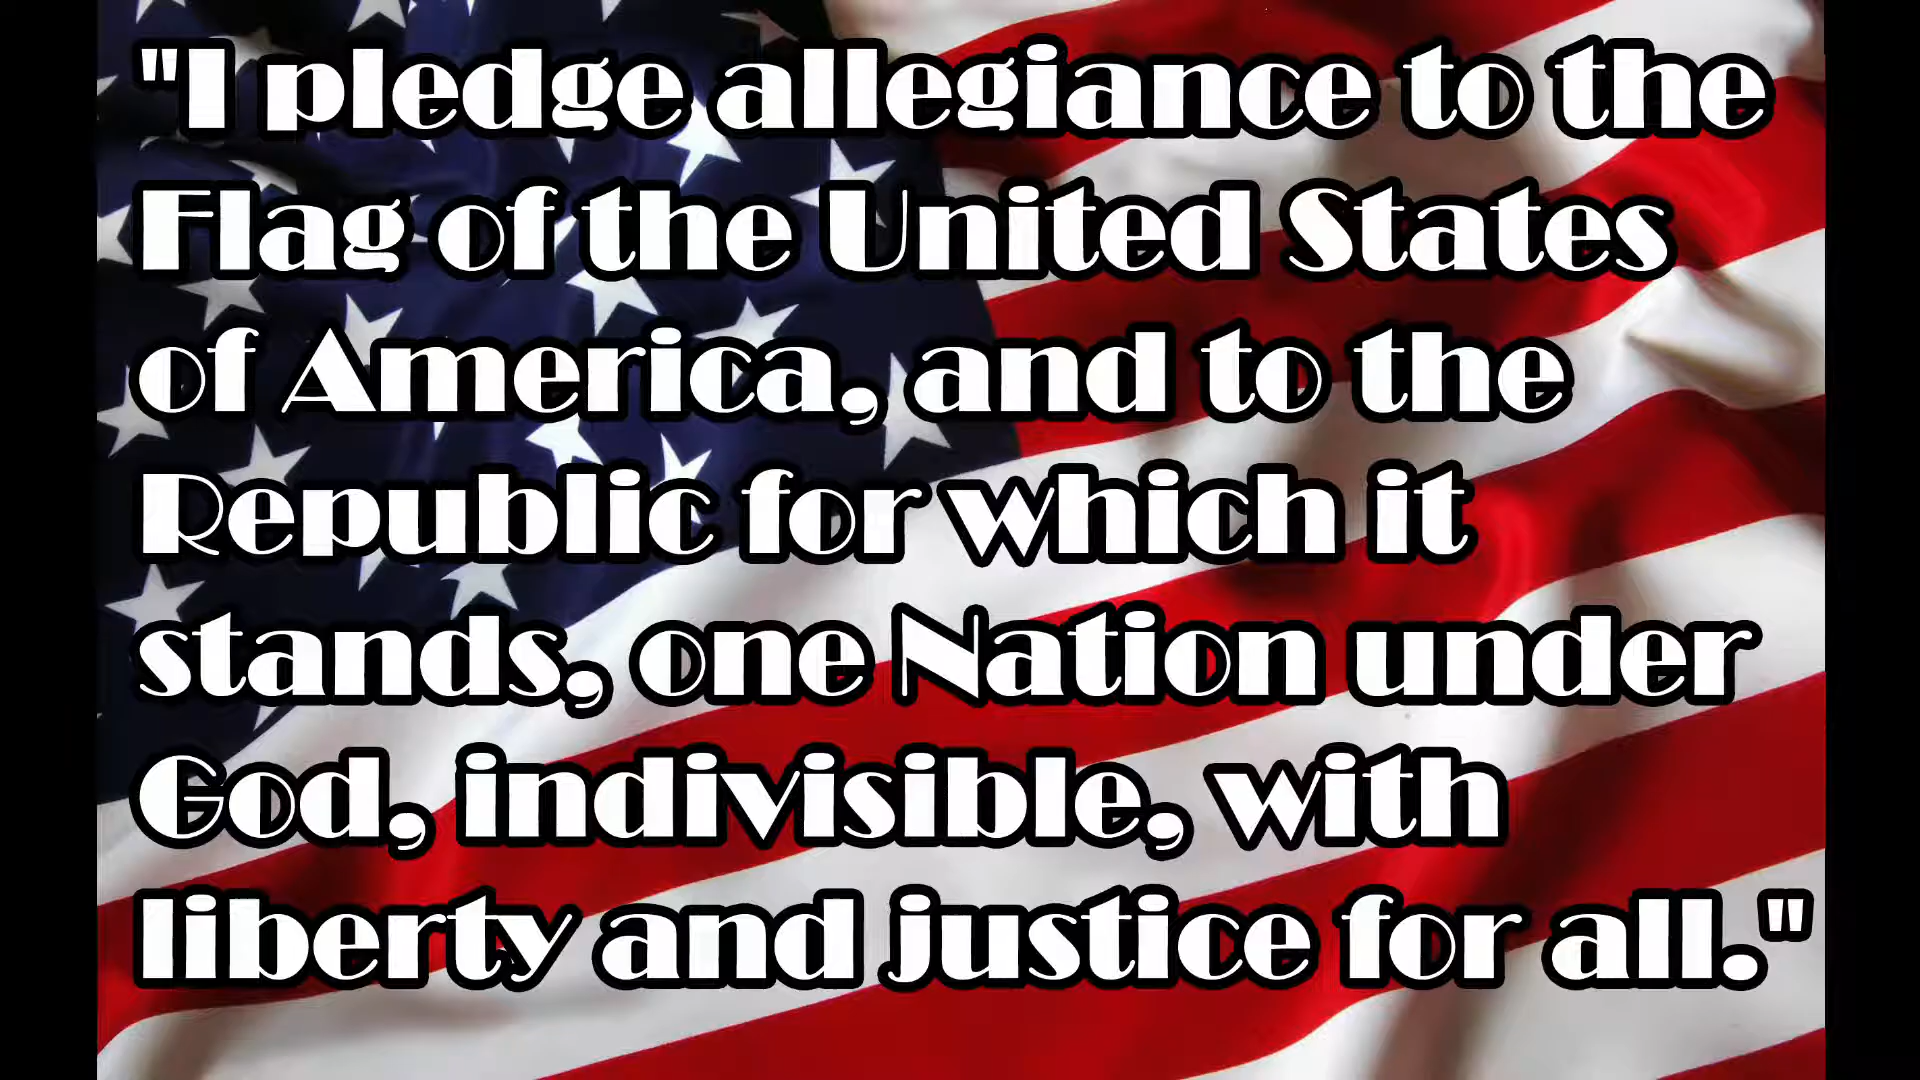 "I pledge allegiance to the
Flag of the United States
of America, and to the
Republic for which it
stands, one Nation under
God, indivisible, with
liberty and justice for all."